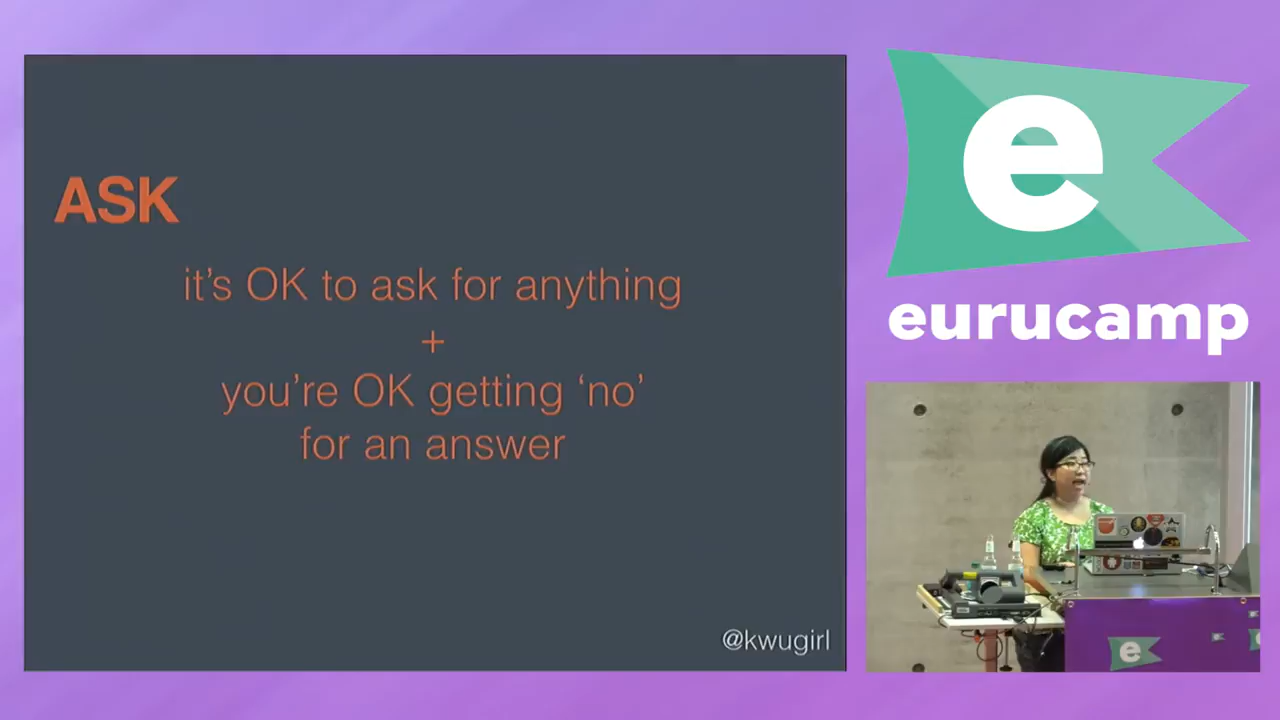 ASK
it's OK to ask for anything
+
you're OK getting ‘no’
for an answer
@kwugirl
e
eurucamp
e